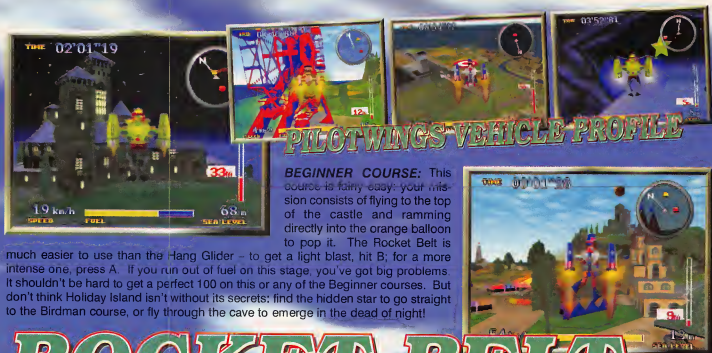 TIME 02'01"19
N
33m
19 km/h
68m
SPEED FUEL
SEA LEVEL
N
12
N
TIME 03'52"81
N
5
PILOTWINGS VEHICLE PROFILE
BEGINNER COURSE: This
course is fairly easy: your mis-
sion consists of flying to the top
of the castle and ramming
directly into the orange balloon
to pop it. The Rocket Belt is
much easier to use than the Hang Glider – to get a light blast, hit B; for a more
intense one, press A. If you run out of fuel on this stage, you've got big problems.
It shouldn't be hard to get a perfect 100 on this or any of the Beginner courses. But
don't think Holiday Island isn't without its secrets: find the hidden star to go straight
to the Birdman course, or fly through the cave to emerge in the dead of night!
TIME
N
9m
SEA LEVEL
ROCKET BELT